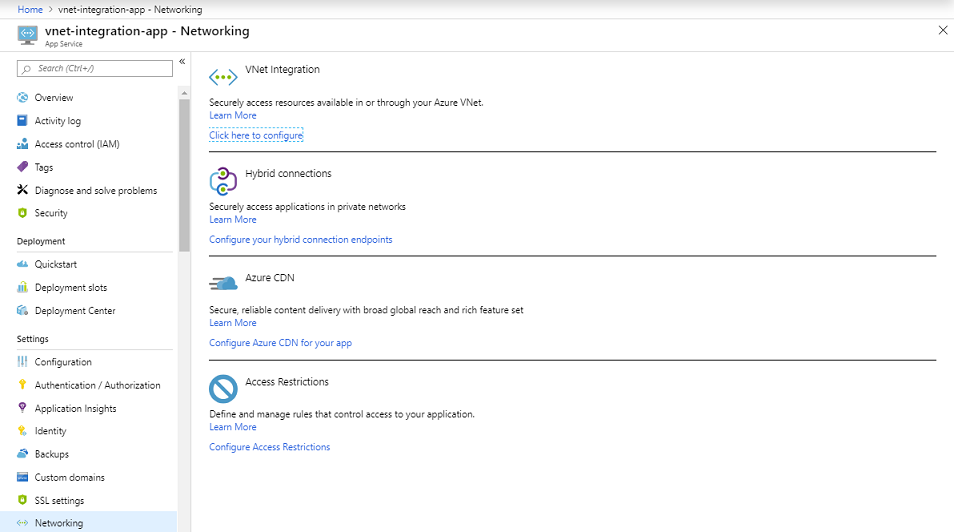 Home > vnet-integration-app - Networking
vnet-integration-app - Networking
App Service
Search (Ctrl+/)
«
Overview
Activity log
Access control (IAM)
Tags
Diagnose and solve problems
Security
Deployment
Quickstart
Deployment slots
Deployment Center
Settings
Configuration
Authentication / Authorization
Application Insights
Identity
Backups
Custom domains
SSL settings
Networking
VNet Integration
Securely access resources available in or through your Azure VNet.
Learn More
Click here to configure
Hybrid connections
Securely access applications in private networks
Learn More
Configure your hybrid connection endpoints
Azure CDN
Secure, reliable content delivery with broad global reach and rich feature set
Learn More
Configure Azure CDN for your app
Access Restrictions
Define and manage rules that control access to your application.
Learn More
Configure Access Restrictions